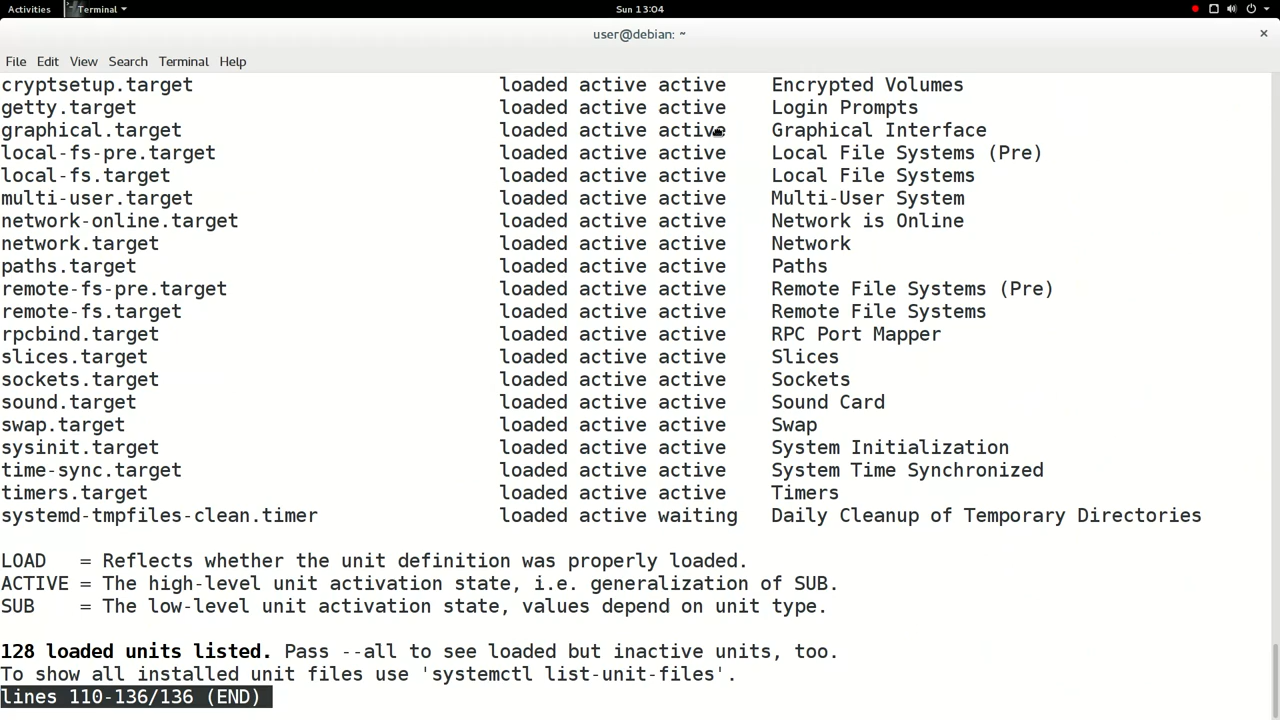 Activities Terminal Sun 13:04
user@debian: ~ ×
File Edit View Search Terminal Help
cryptsetup.target loaded active active Encrypted Volumes
getty.target loaded active active Login Prompts
graphical.target loaded active active Graphical Interface
local-fs-pre.target loaded active active Local File Systems (Pre)
local-fs.target loaded active active Local File Systems
multi-user.target loaded active active Multi-User System
network-online.target loaded active active Network is Online
network.target loaded active active Network
paths.target loaded active active Paths
remote-fs-pre.target loaded active active Remote File Systems (Pre)
remote-fs.target loaded active active Remote File Systems
rpcbind.target loaded active active RPC Port Mapper
slices.target loaded active active Slices
sockets.target loaded active active Sockets
sound.target loaded active active Sound Card
swap.target loaded active active Swap
sysinit.target loaded active active System Initialization
time-sync.target loaded active active System Time Synchronized
timers.target loaded active active Timers
systemd-tmpfiles-clean.timer loaded active waiting Daily Cleanup of Temporary Directories
LOAD = Reflects whether the unit definition was properly loaded.
ACTIVE = The high-level unit activation state, i.e. generalization of SUB.
SUB = The low-level unit activation state, values depend on unit type.
128 loaded units listed. Pass --all to see loaded but inactive units, too.
To show all installed unit files use 'systemctl list-unit-files'.
lines 110-136/136 (END)